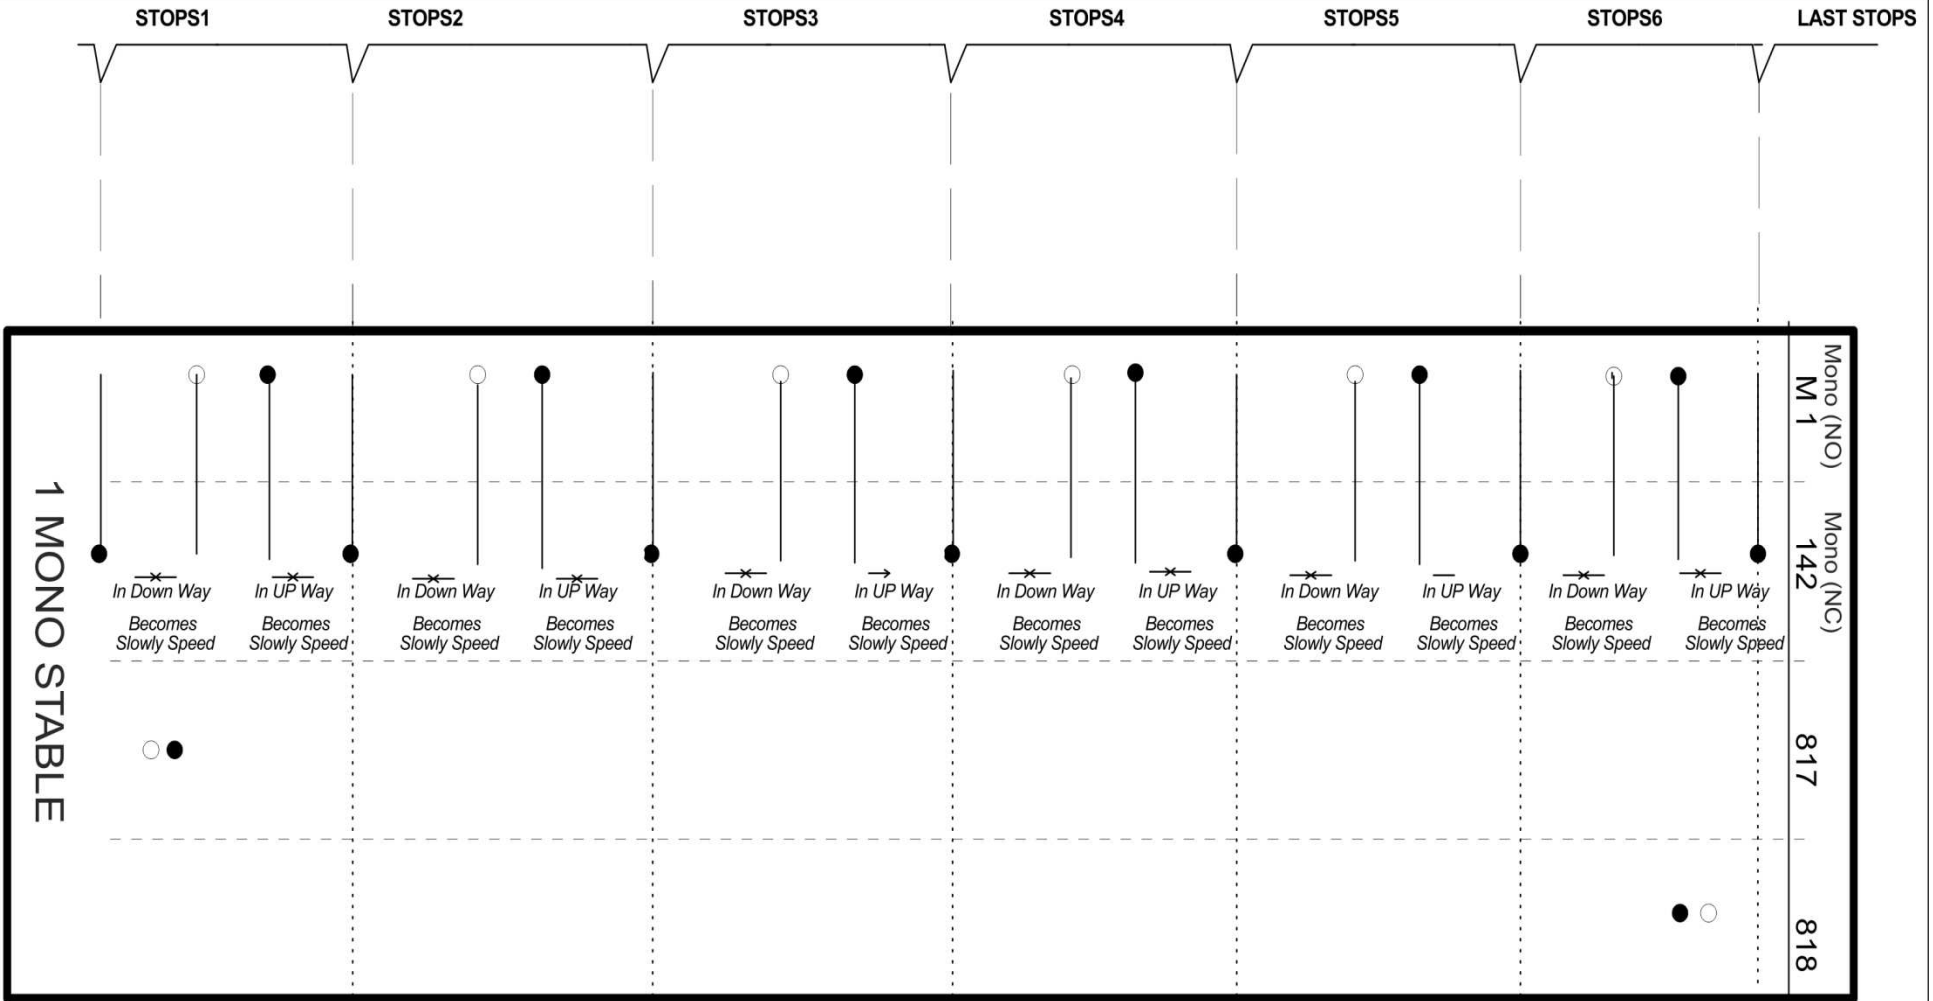 STOPS1
STOPS2
STOPS3
STOPS4
STOPS5
STOPS6
LAST STOPS
Mono (NO)
M 1
Mono (NC)
142
In Down Way
Becomes
Slowly Speed
In UP Way
Becomes
Slowly Speed
In Down Way
Becomes
Slowly Speed
In UP Way
Becomes
Slowly Speed
In Down Way
Becomes
Slowly Speed
In UP Way
Becomes
Slowly Speed
In Down Way
Becomes
Slowly Speed
In UP Way
Becomes
Slowly Speed
In Down Way
Becomes
Slowly Speed
In UP Way
Becomes
Slowly Speed
In Down Way
Becomes
Slowly Speed
In UP Way
Becomes
Slowly Speed
817
818
1 MONO STABLE